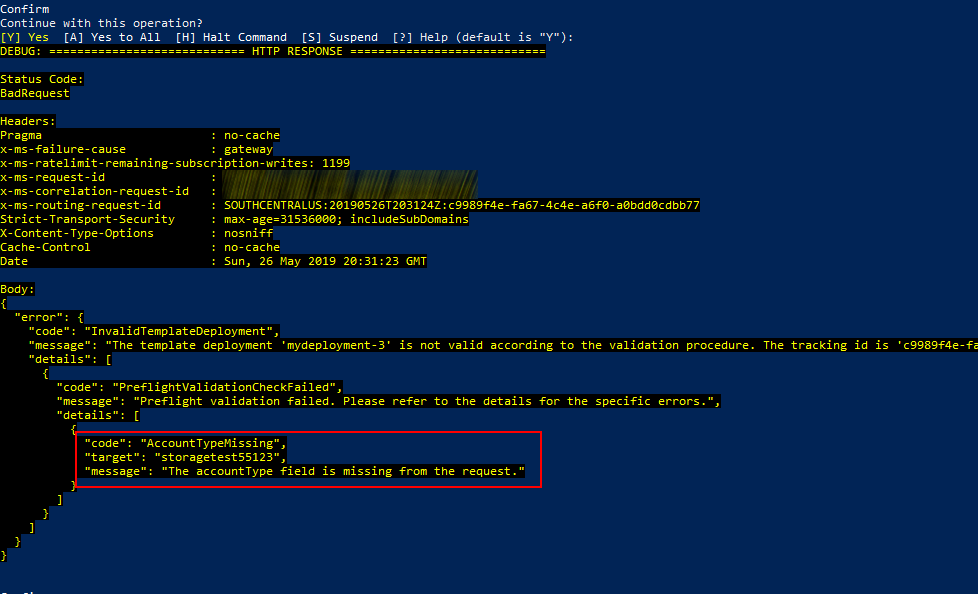 Confirm
Continue with this operation?
[Y] Yes  [A] Yes to All  [H] Halt Command  [S] Suspend  [?] Help (default is "Y"):
DEBUG: ============================ HTTP RESPONSE ============================
Status Code:
BadRequest
Headers:
Pragma                        : no-cache
x-ms-failure-cause            : gateway
x-ms-ratelimit-remaining-subscription-writes: 1199
x-ms-request-id               :
x-ms-correlation-request-id   :
x-ms-routing-request-id       : SOUTHCENTRALUS:20190526T203124Z:c9989f4e-fa67-4c4e-a6f0-a0bdd0cdbb77
Strict-Transport-Security     : max-age=31536000; includeSubDomains
X-Content-Type-Options        : nosniff
Cache-Control                 : no-cache
Date                          : Sun, 26 May 2019 20:31:23 GMT
Body:
{
  "error": {
    "code": "InvalidTemplateDeployment",
    "message": "The template deployment 'mydeployment-3' is not valid according to the validation procedure. The tracking id is 'c9989f4e-fa
    "details": [
      {
        "code": "PreflightValidationCheckFailed",
        "message": "Preflight validation failed. Please refer to the details for the specific errors.",
        "details": [
          {
            "code": "AccountTypeMissing",
            "target": "storagetest55123",
            "message": "The accountType field is missing from the request."
          }
        ]
      }
    ]
  }
}